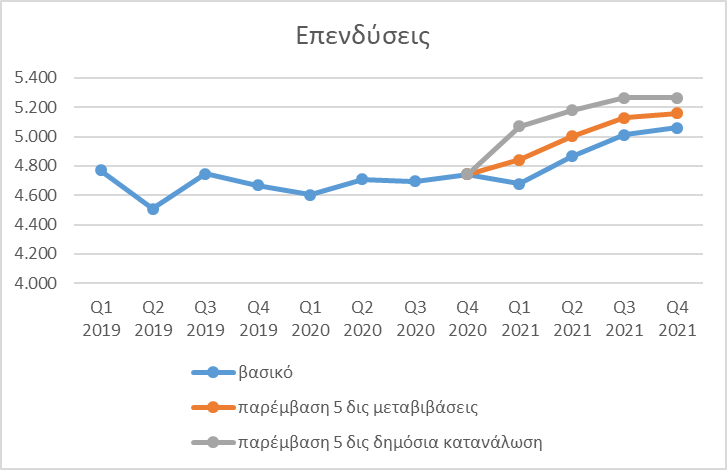 Επενδύσεις
5.400
5.200
5.000
4.800
4.600
4.400
4.200
4.000
Q1 Q2 Q3 Q4 Q1 Q2 Q3 Q4 Q1 Q2 Q3 Q4
2019 2019 2019 2019 2020 2020 2020 2020 2021 2021 2021 2021
βασικό
παρέμβαση 5 δις μεταβιβάσεις
παρέμβαση 5 δις δημόσια κατανάλωση